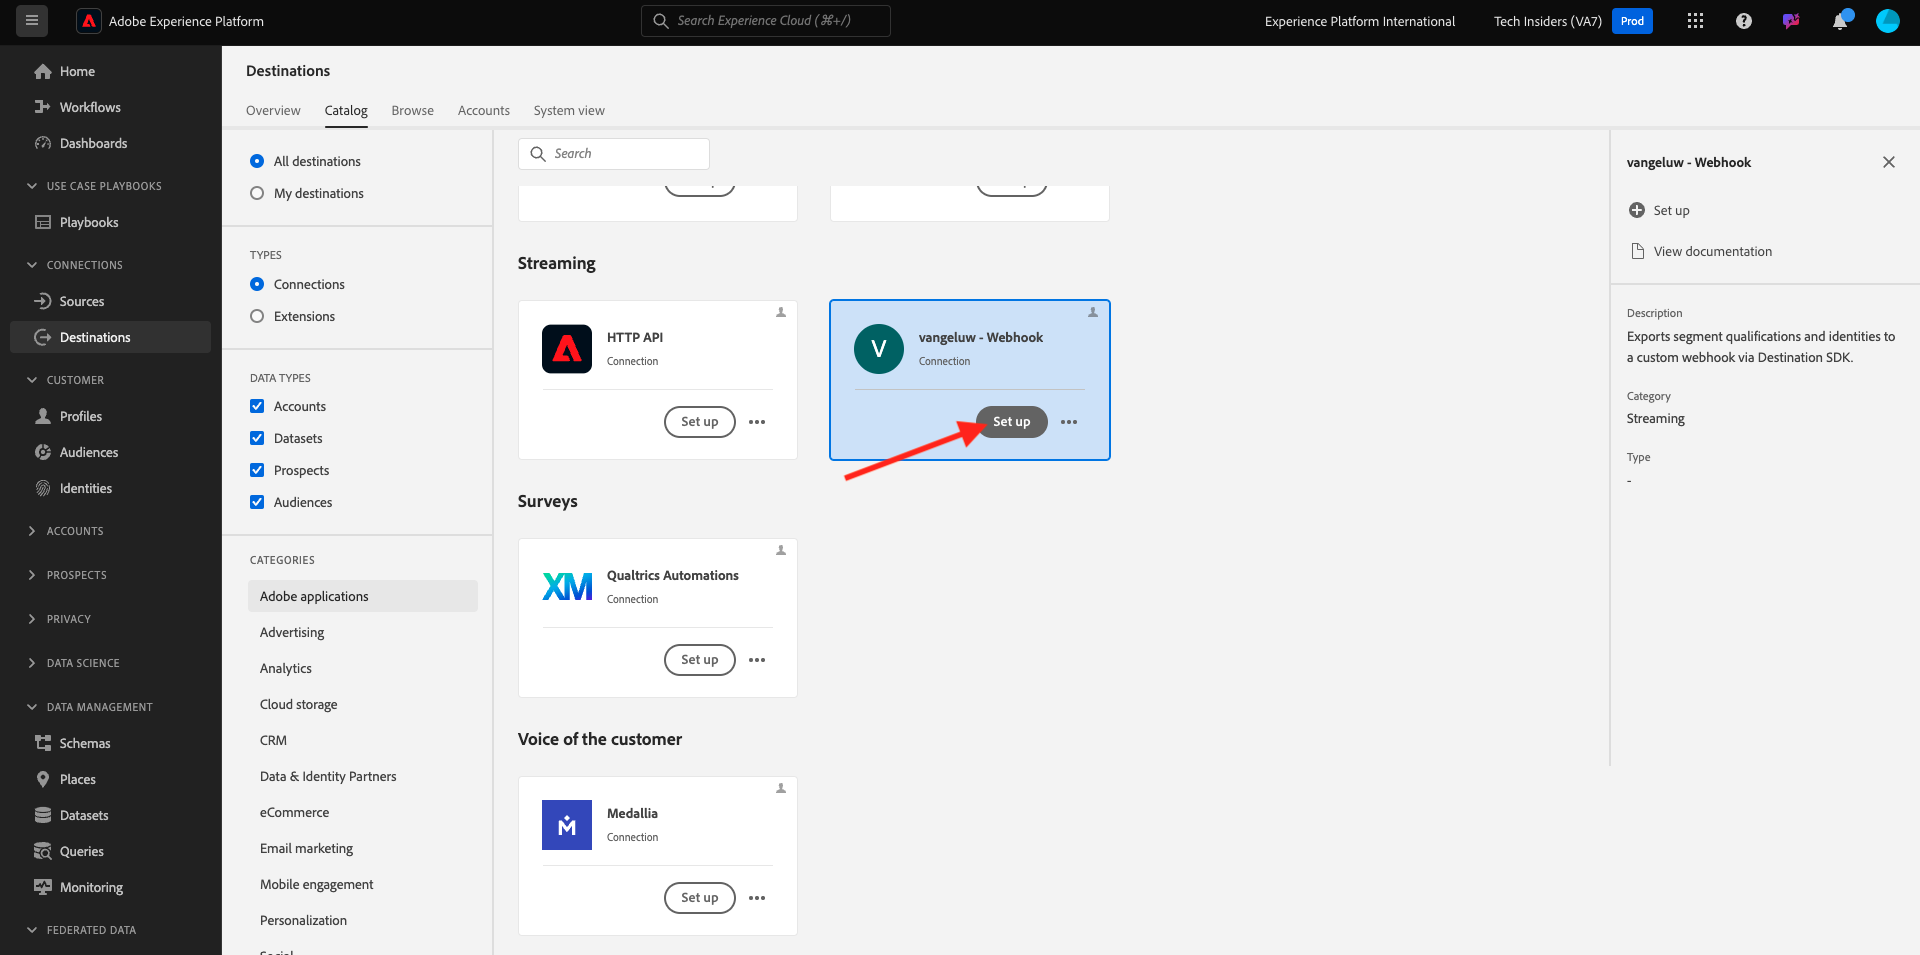 Adobe Experience Platform
Search Experience Cloud (⌘+/)
Experience Platform International
Tech Insiders (VA7)
Prod
Home
Workflows
Dashboards
USE CASE PLAYBOOKS
Playbooks
CONNECTIONS
Sources
Destinations
CUSTOMER
Profiles
Audiences
Identities
ACCOUNTS
PROSPECTS
PRIVACY
DATA SCIENCE
DATA MANAGEMENT
Schemas
Places
Datasets
Queries
Monitoring
FEDERATED DATA
Destinations
Overview
Catalog
Browse
Accounts
System view
All destinations
My destinations
TYPES
Connections
Extensions
DATA TYPES
Accounts
Datasets
Prospects
Audiences
CATEGORIES
Adobe applications
Advertising
Analytics
Cloud storage
CRM
Data & Identity Partners
eCommerce
Email marketing
Mobile engagement
Personalization
Social
Search
Streaming
HTTP API
Connection
Set up
V
vangeluw - Webhook
Connection
Set up
Surveys
XM
Qualtrics Automations
Connection
Set up
Voice of the customer
M
Medallia
Connection
Set up
vangeluw - Webhook
Set up
View documentation
Description
Exports segment qualifications and identities to
a custom webhook via Destination SDK.
Category
Streaming
Type
-